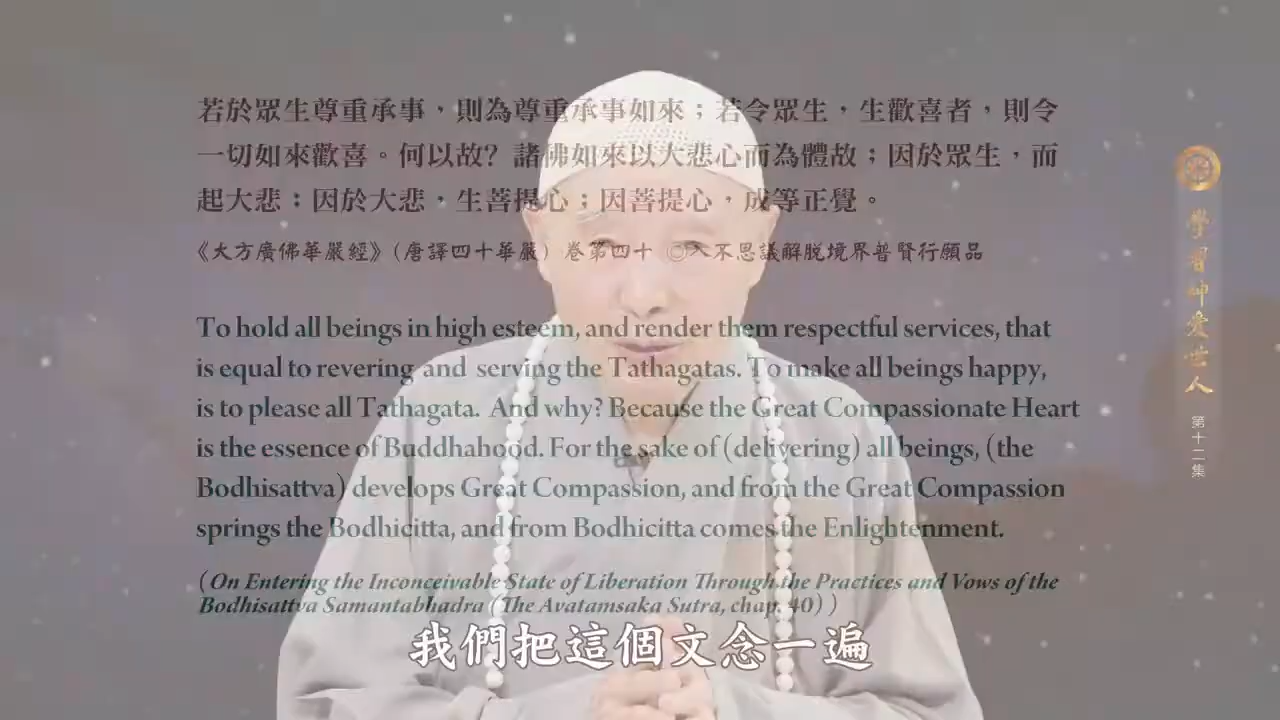 若於眾生尊重承事，則為尊重承事如來；若令眾生，生歡喜者，則令
一切如來歡喜。何以故？諸佛如來以大悲心而為體故；因於眾生，而
起大悲；因於大悲，生菩提心；因菩提心，成等正覺。
《大方廣佛華嚴經》（唐譯四十華嚴）卷第四十 ◎入不思議解脫境界普賢行願品
To hold all beings in high esteem, and render them respectful services, that
is equal to revering and serving the Tathagatas. To make all beings happy,
is to please all Tathagata. And why? Because the Great Compassionate Heart
is the essence of Buddhahood. For the sake of (delivering) all beings, (the
Bodhisattva) develops Great Compassion, and from the Great Compassion
springs the Bodhicitta, and from Bodhicitta comes the Enlightenment.
(On Entering the Inconceivable State of Liberation Through the Practices and Vows of the
Bodhisattva Samantabhadra (The Avatamsaka Sutra, chap. 40))
我們把這個文念一遍
學習神愛世人
第十二集